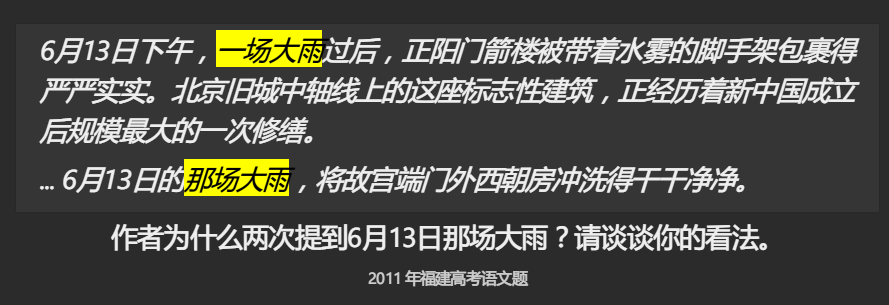 6月13日下午，一场大雨过后，正阳门箭楼被带着水雾的脚手架包裹得
严严实实。北京旧城中轴线上的这座标志性建筑，正经历着新中国成立
后规模最大的一次修缮。
... 6月13日的那场大雨，将故宫端门外西朝房冲洗得干干净净。
作者为什么两次提到6月13日那场大雨？请谈谈你的看法。
2011 年福建高考语文题